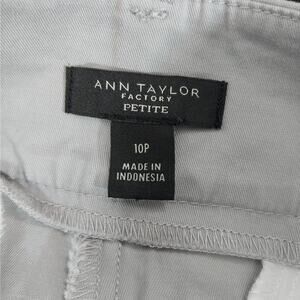 ANN TAYLOR
FACTORY
PETITE
10P
MADE IN
INDONESIA